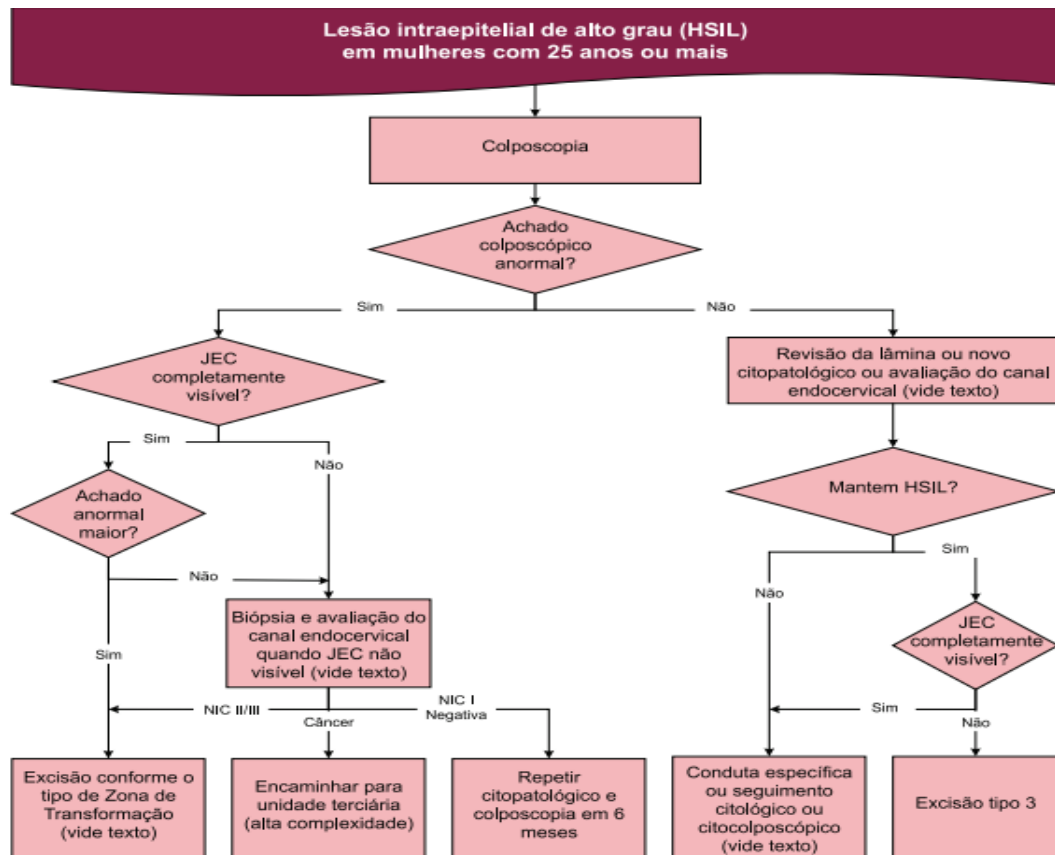 Lesão intraepitelial de alto grau (HSIL)
em mulheres com 25 anos ou mais
Colposcopia
Achado
colposcópico
anormal?
Sim
Não
JEC
completamente
visível?
Revisão da lâmina ou novo
citopatológico ou avaliação do canal
endocervical (vide texto)
Sim
Não
Achado
anormal
maior?
Mantem HSIL?
Não
Sim
Não
Biópsia e avaliação do
canal endocervical
quando JEC não
visível (vide texto)
JEC
completamente
visível?
Sim
NIC II/III
Câncer
NIC I
Negativa
Sim
Não
Excisão conforme o
tipo de Zona de
Transformação
(vide texto)
Encaminhar para
unidade terciária
(alta complexidade)
Repetir
citopatológico e
colposcopia em 6
meses
Conduta específica
ou seguimento citológico ou
citocolposcópico
(vide texto)
Excisão tipo 3